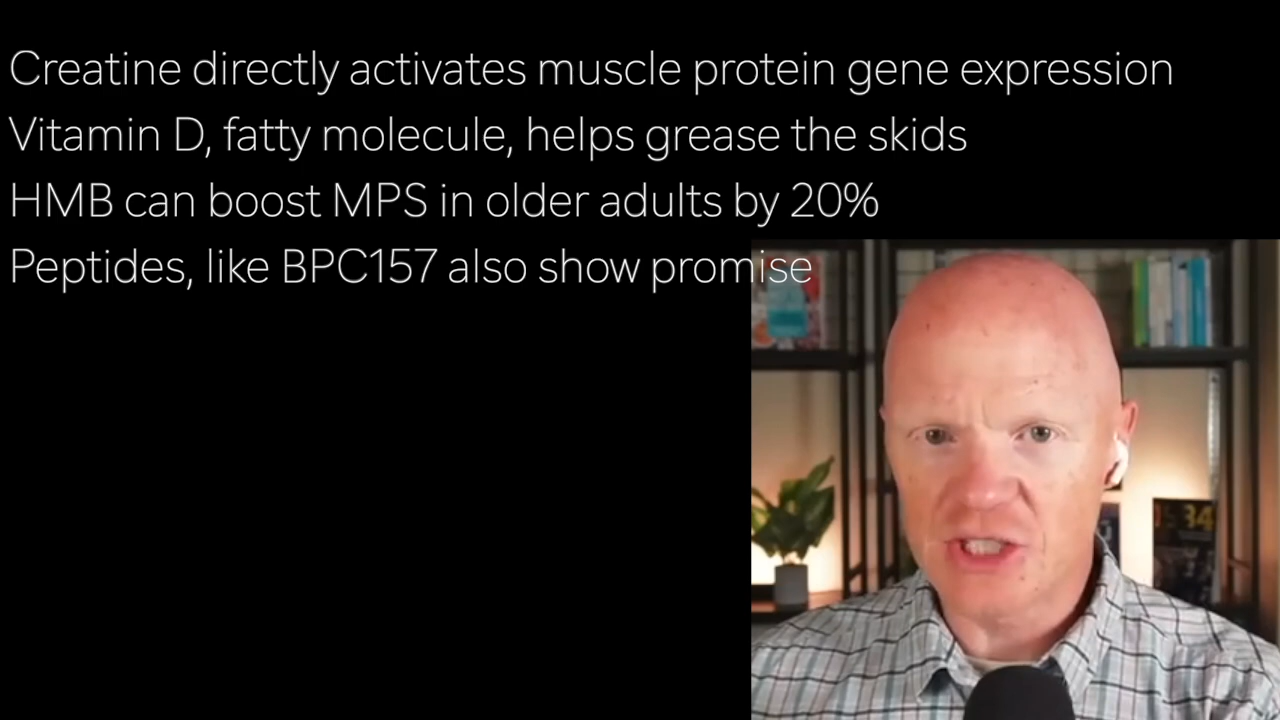 Creatine directly activates muscle protein gene expression
Vitamin D, fatty molecule, helps grease the skids
HMB can boost MPS in older adults by 20%
Peptides, like BPC157 also show promise